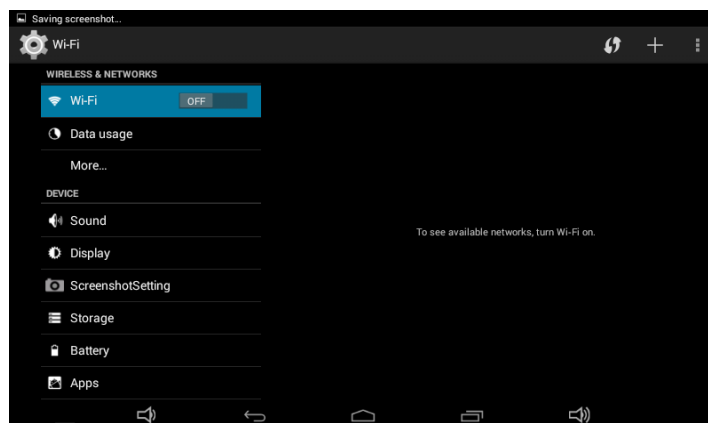 Saving screenshot...
Wi-Fi
WIRELESS & NETWORKS
Wi-Fi OFF
Data usage
More...
DEVICE
Sound
Display
ScreenshotSetting
Storage
Battery
Apps
To see available networks, turn Wi-Fi on.